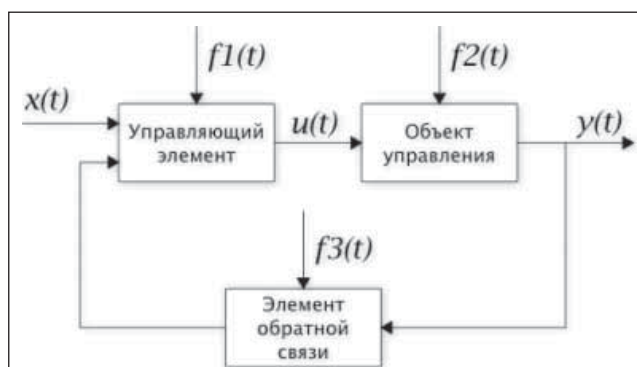 f1(t)
f2(t)
x(t)
Управляющий
элемент
u(t)
Объект
управления
y(t)
f3(t)
Элемент
обратной
связи